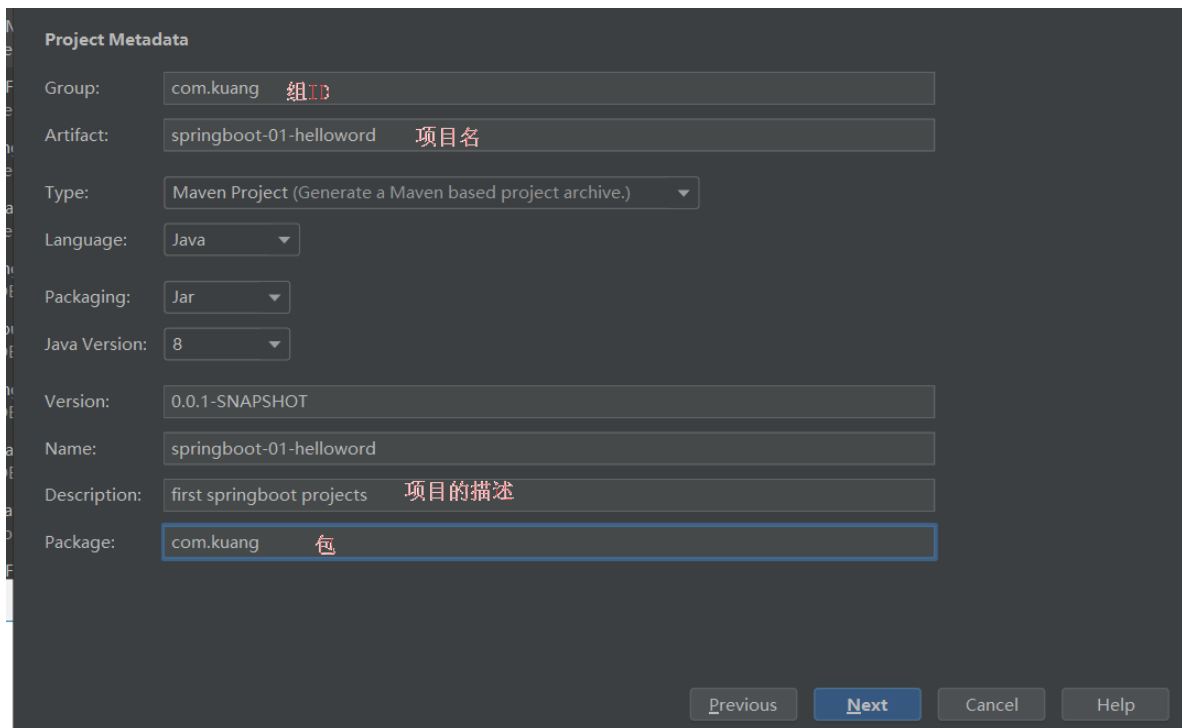 Project Metadata
Group: com.kuang 组ID
Artifact: springboot-01-helloword 项目名
Type: Maven Project (Generate a Maven based project archive.)
Language: Java
Packaging: Jar
Java Version: 8
Version: 0.0.1-SNAPSHOT
Name: springboot-01-helloword
Description: first springboot projects 项目的描述
Package: com.kuang 包
Previous Next Cancel Help